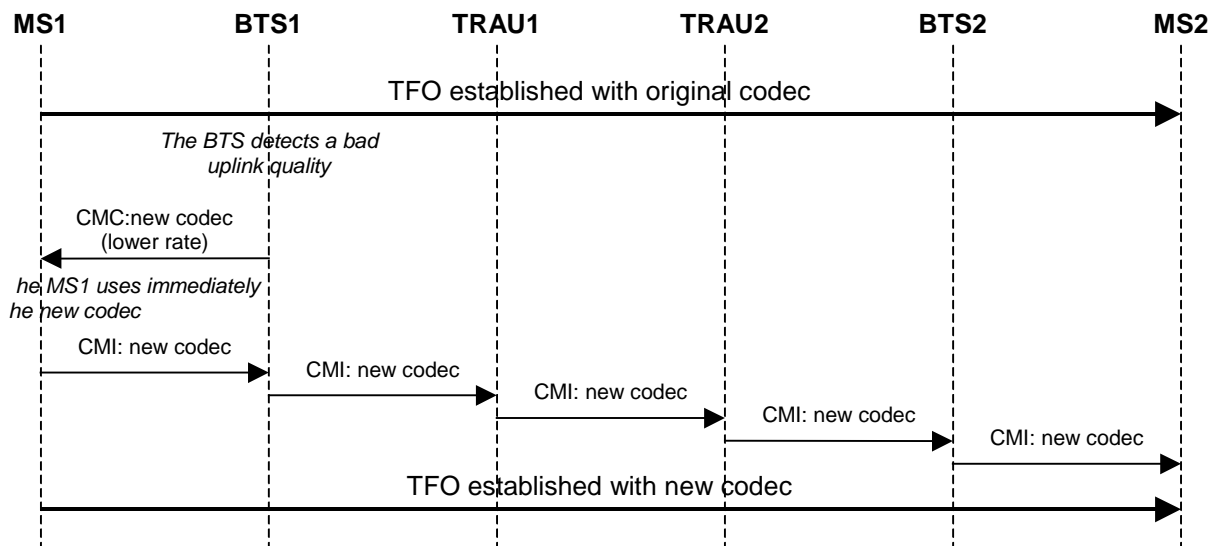 MS1 BTS1 TRAU1 TRAU2 BTS2 MS2
TFO established with original codec
The BTS detects a bad
uplink quality
CMC:new codec
(lower rate)
he MS1 uses immediately
he new codec
CMI: new codec
CMI: new codec
CMI: new codec
CMI: new codec
CMI: new codec
TFO established with new codec